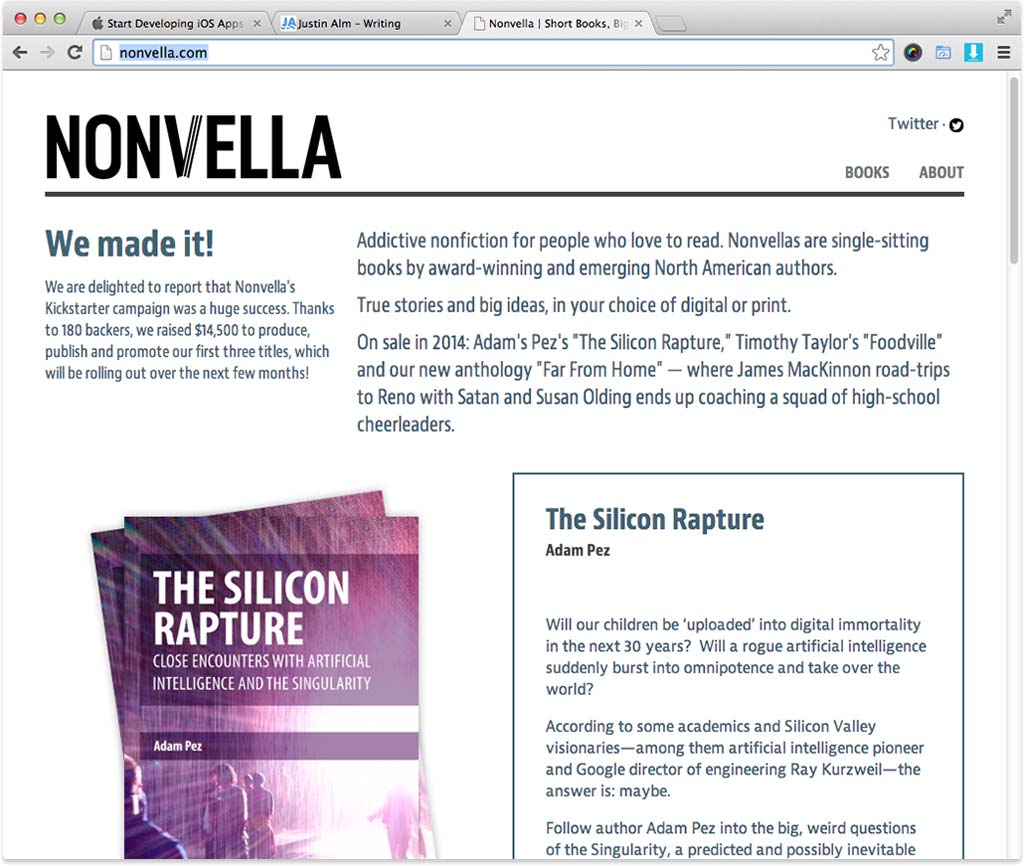 Start Developing iOS Apps
Justin Alm – Writing
Nonvella | Short Books, Big
nonvella.com
NONVELLA
Twitter ·
BOOKS ABOUT
We made it!
We are delighted to report that Nonvella's
Kickstarter campaign was a huge success. Thanks
to 180 backers, we raised $14,500 to produce,
publish and promote our first three titles, which
will be rolling out over the next few months!
Addictive nonfiction for people who love to read. Nonvellas are single-sitting
books by award-winning and emerging North American authors.
True stories and big ideas, in your choice of digital or print.
On sale in 2014: Adam's Pez's "The Silicon Rapture," Timothy Taylor's "Foodville"
and our new anthology "Far From Home" — where James MacKinnon road-trips
to Reno with Satan and Susan Olding ends up coaching a squad of high-school
cheerleaders.
THE SILICON
RAPTURE
CLOSE ENCOUNTERS WITH ARTIFICIAL
INTELLIGENCE AND THE SINGULARITY
Adam Pez
The Silicon Rapture
Adam Pez
Will our children be ‘uploaded’ into digital immortality
in the next 30 years? Will a rogue artificial intelligence
suddenly burst into omnipotence and take over the
world?
According to some academics and Silicon Valley
visionaries—among them artificial intelligence pioneer
and Google director of engineering Ray Kurzweil—the
answer is: maybe.
Follow author Adam Pez into the big, weird questions
of the Singularity, a predicted and possibly inevitable